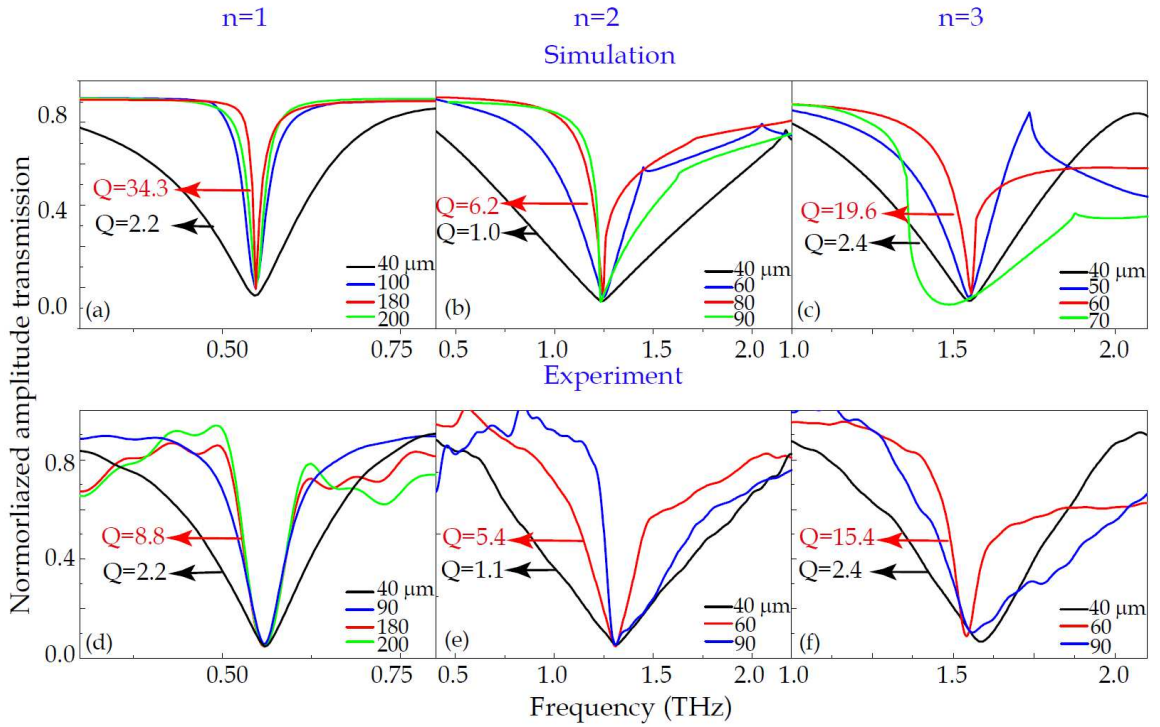 n=1 n=2 n=3
Simulation
Normorliazed amplitude transmission
0.8
0.4
0.0
Q=34.3
Q=2.2
40 μm
100
180
200
(a)
0.50 0.75
Q=6.2
Q=1.0
40 μm
60
80
90
(b)
0.5 1.0 1.5 2.0
Q=19.6
Q=2.4
40 μm
50
60
70
(c)
1.0 1.5 2.0
Experiment
0.8
0.4
0.0
Q=8.8
Q=2.2
40 μm
90
180
200
(d)
0.50 0.75
Q=5.4
Q=1.1
40 μm
60
90
(e)
0.5 1.0 1.5 2.0
Q=15.4
Q=2.4
40 μm
60
90
(f)
1.0 1.5 2.0
Frequency (THz)